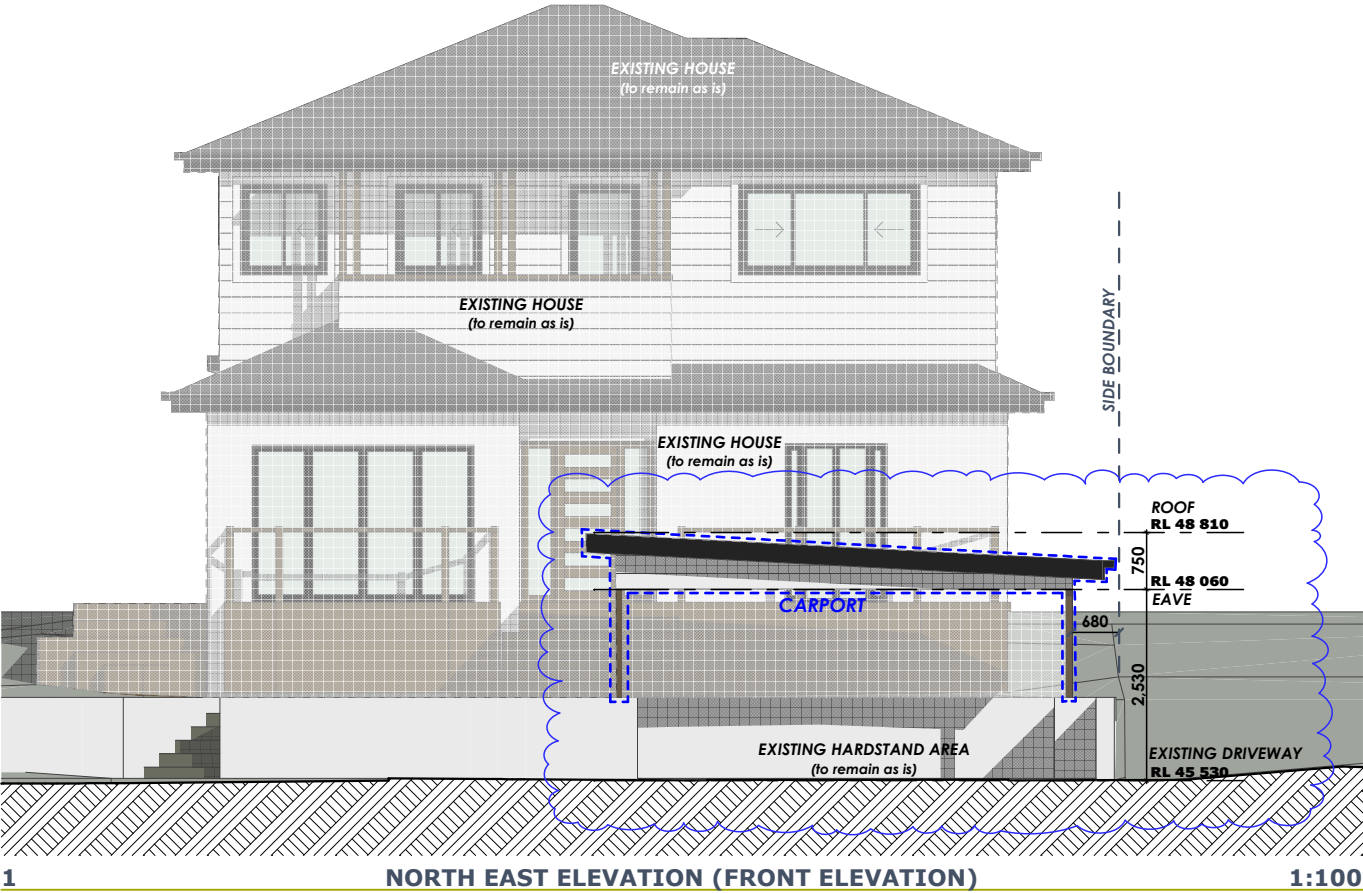 EXISTING HOUSE
(to remain as is)
EXISTING HOUSE
(to remain as is)
SIDE BOUNDARY
EXISTING HOUSE
(to remain as is)
ROOF
RL 48 810
750
RL 48 060
EAVE
CARPORT
680
2,530
EXISTING HARDSTAND AREA
(to remain as is)
EXISTING DRIVEWAY
RL 45 530
1
NORTH EAST ELEVATION (FRONT ELEVATION)
1:100